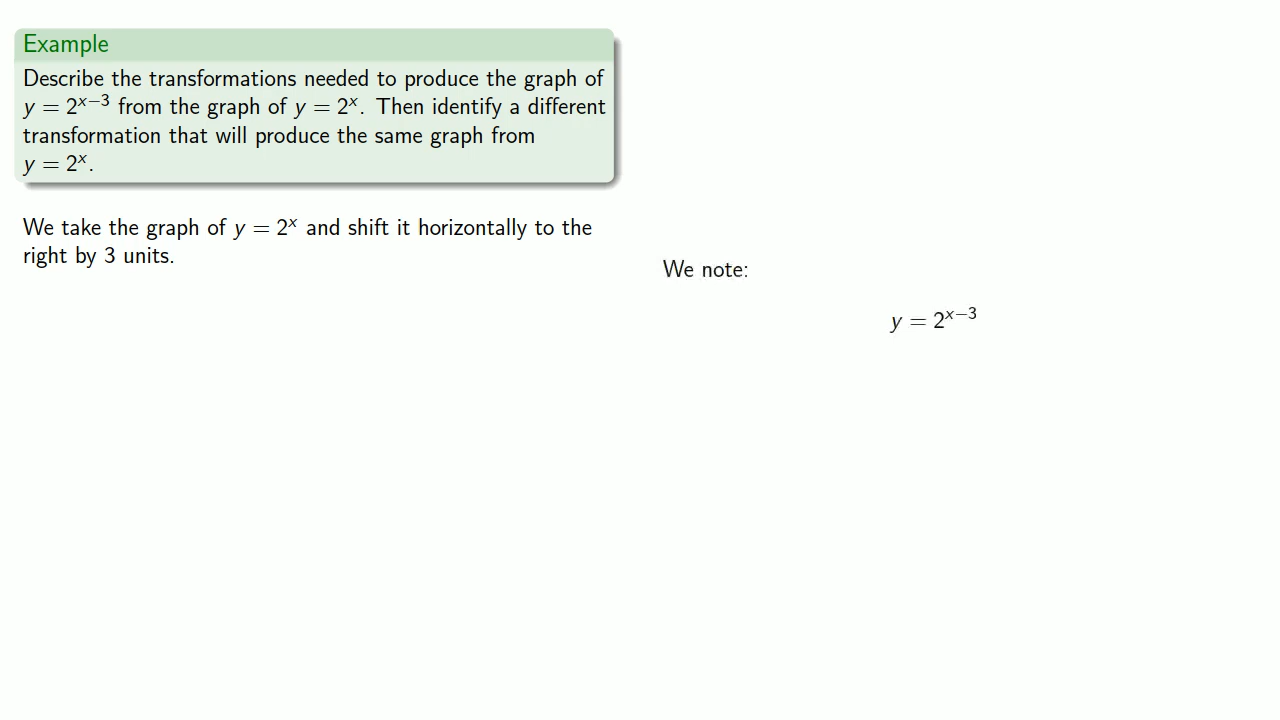 Example
Describe the transformations needed to produce the graph of
y = 2^{x−3} from the graph of y = 2^x. Then identify a different
transformation that will produce the same graph from
y = 2^x.
We take the graph of y = 2^x and shift it horizontally to the
right by 3 units.
We note:
y = 2^{x−3}